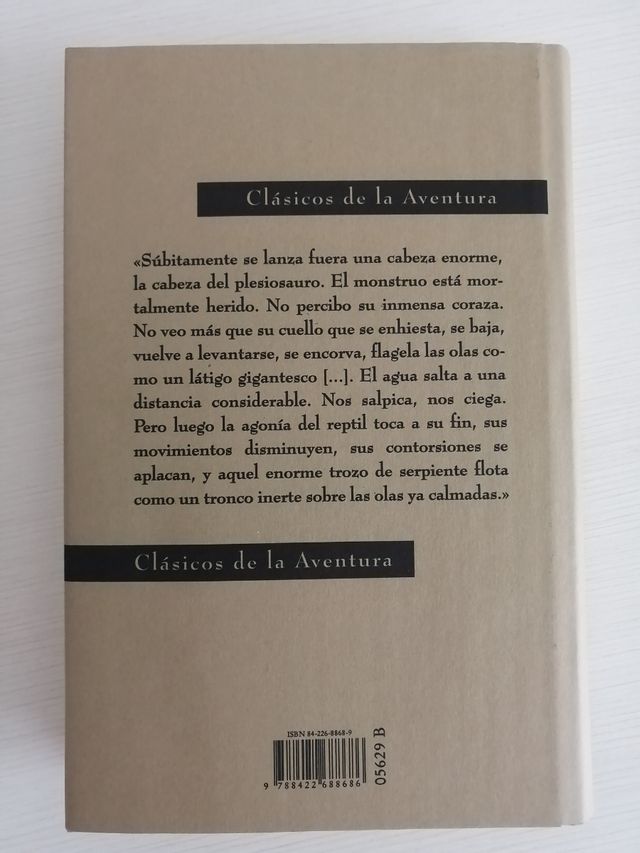 Clásicos de la Aventura
«Súbitamente se lanza fuera una cabeza enorme,
la cabeza del plesiosauro. El monstruo está mor-
talmente herido. No percibo su inmensa coraza.
No veo más que su cuello que se enhiesta, se baja,
vuelve a levantarse, se encorva, flagela las olas co-
mo un látigo gigantesco [...]. El agua salta a una
distancia considerable. Nos salpica, nos ciega.
Pero luego la agonía del reptil toca a su fin, sus
movimientos disminuyen, sus contorsiones se
aplacan, y aquel enorme trozo de serpiente flota
como un tronco inerte sobre las olas ya calmadas.»
Clásicos de la Aventura
ISBN 84-226-8868-9
9 788422 688686
05629 B